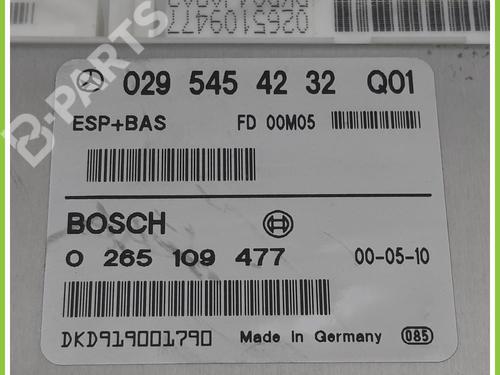 0265109477
B-PARTS
029 545 42 32 Q01
ESP+BAS FD 00M05
BOSCH
0 265 109 477 00-05-10
DKD919001790 Made in Germany 085